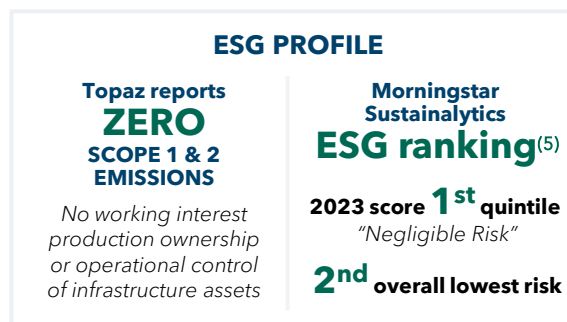 ESG PROFILE
Topaz reports
ZERO
SCOPE 1 & 2
EMISSIONS
No working interest
production ownership
or operational control
of infrastructure assets
Morningstar
Sustainalytics
ESG ranking(5)
2023 score 1st quintile
“Negligible Risk”
2nd overall lowest risk